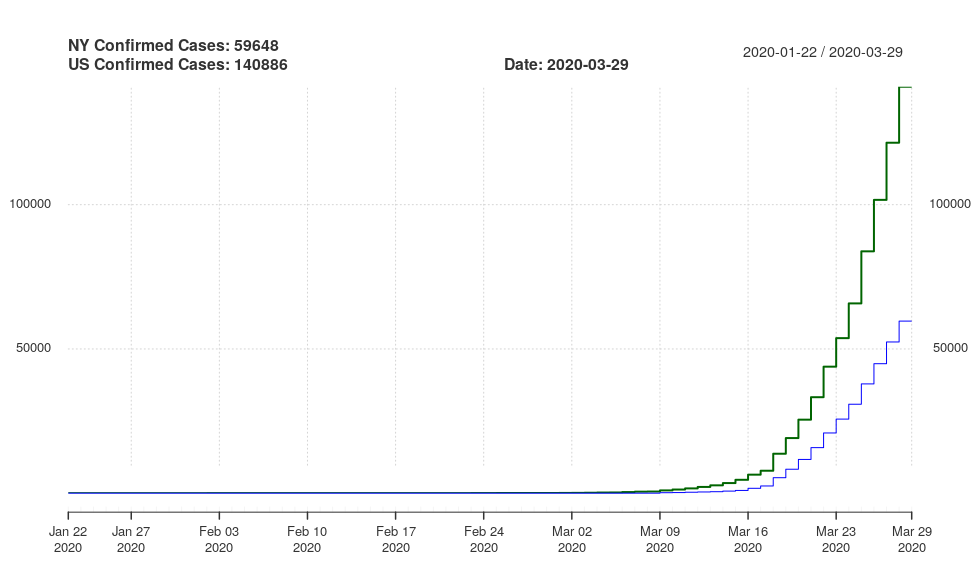 NY Confirmed Cases: 59648
US Confirmed Cases: 140886
Date: 2020-03-29
2020-01-22 / 2020-03-29
100000
100000
50000
50000
Jan 22 Jan 27 Feb 03 Feb 10 Feb 17 Feb 24 Mar 02 Mar 09 Mar 16 Mar 23 Mar 29
2020 2020 2020 2020 2020 2020 2020 2020 2020 2020 2020